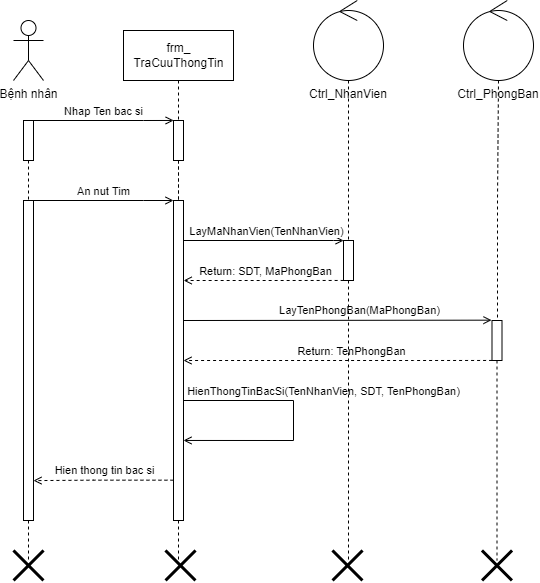 frm_
TraCuuThongTin
Bệnh nhân
Ctrl_NhanVien
Ctrl_PhongBan
Nhap Ten bac si
An nut Tim
LayMaNhanVien(TenNhanVien)
Return: SDT, MaPhongBan
LayTenPhongBan(MaPhongBan)
Return: TenPhongBan
HienThongTinBacSi(TenNhanVien, SDT, TenPhongBan)
Hien thong tin bac si